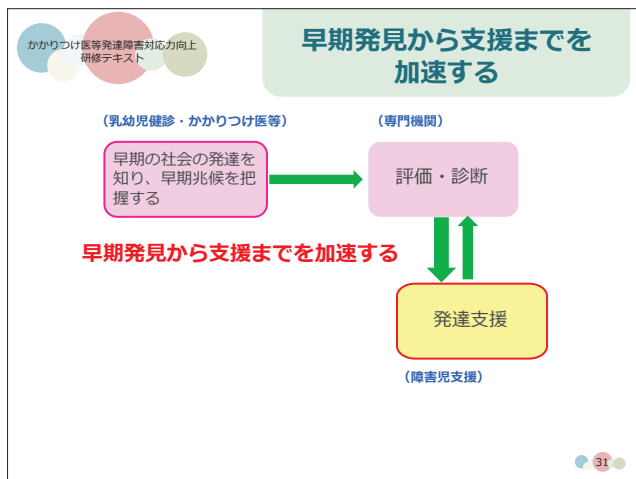 かかりつけ医等発達障害対応力向上
研修テキスト
早期発見から支援までを
加速する
（乳幼児健診・かかりつけ医等）
（専門機関）
早期の社会の発達を
知り、早期兆候を把
握する
評価・診断
早期発見から支援までを加速する
発達支援
（障害児支援）
31